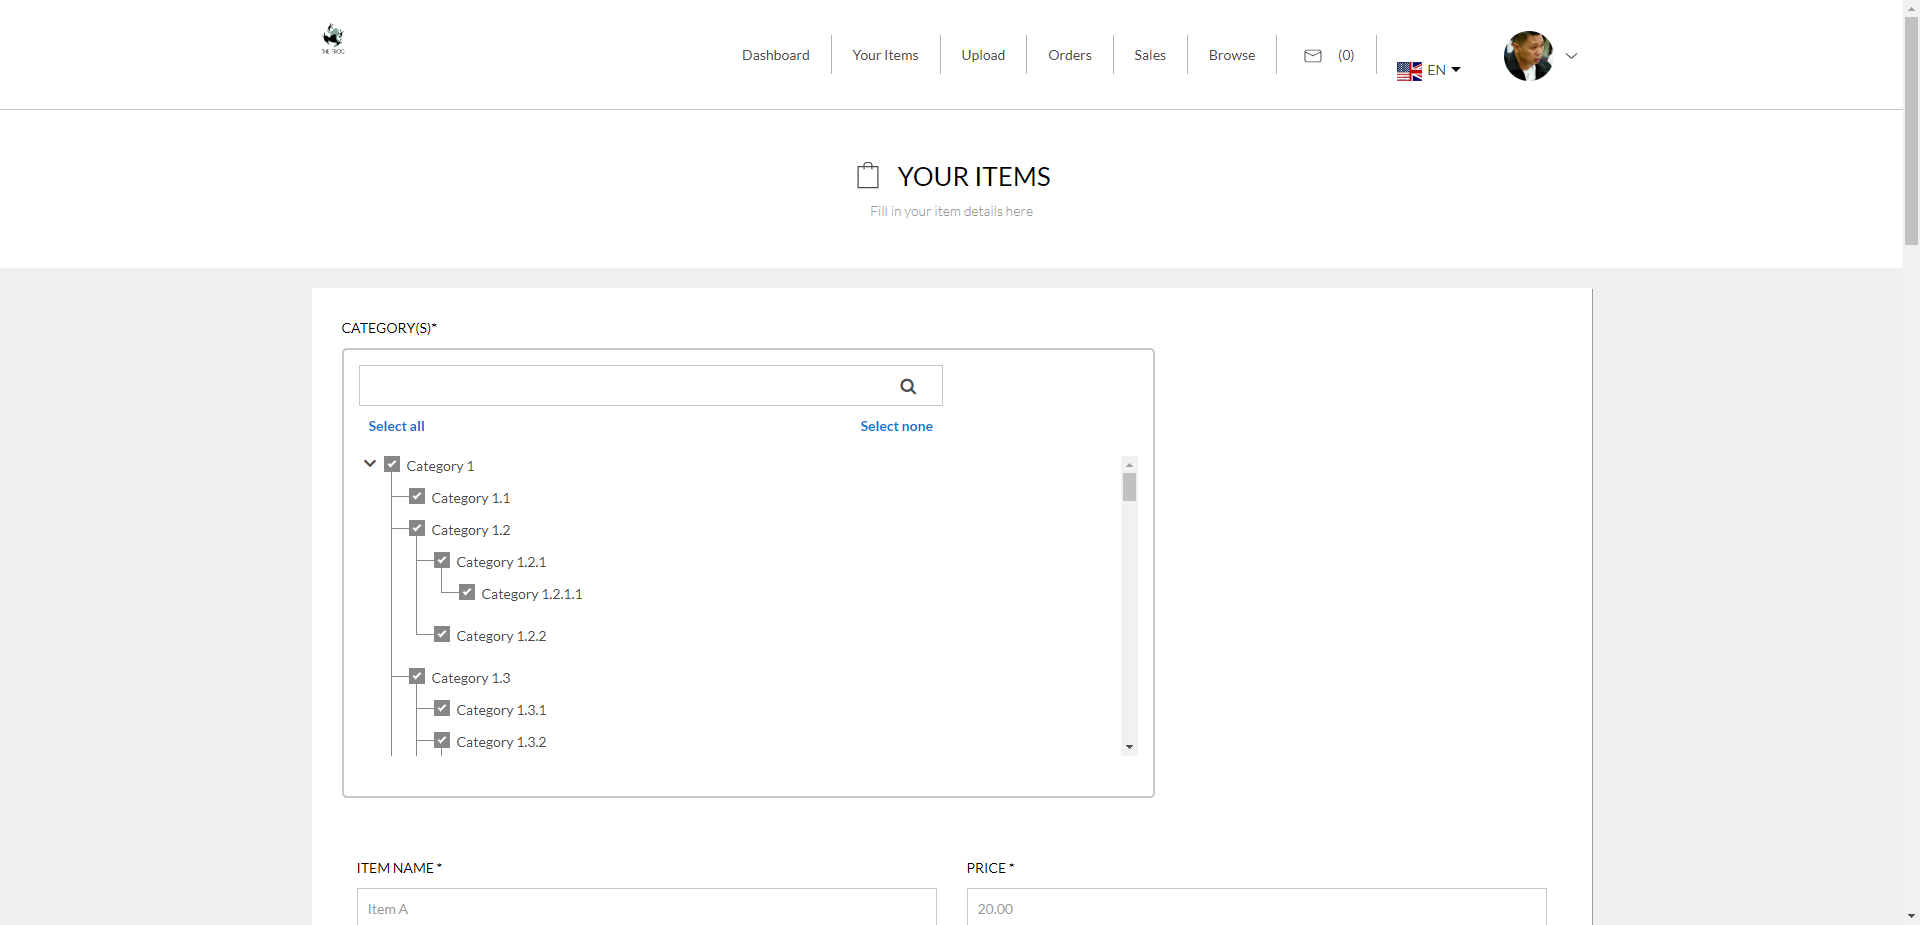 THE FROG
Dashboard
Your Items
Upload
Orders
Sales
Browse
(0)
EN
YOUR ITEMS
Fill in your item details here
CATEGORY(S)*
Select all
Select none
Category 1
Category 1.1
Category 1.2
Category 1.2.1
Category 1.2.1.1
Category 1.2.2
Category 1.3
Category 1.3.1
Category 1.3.2
ITEM NAME *
PRICE *
Item A
20.00